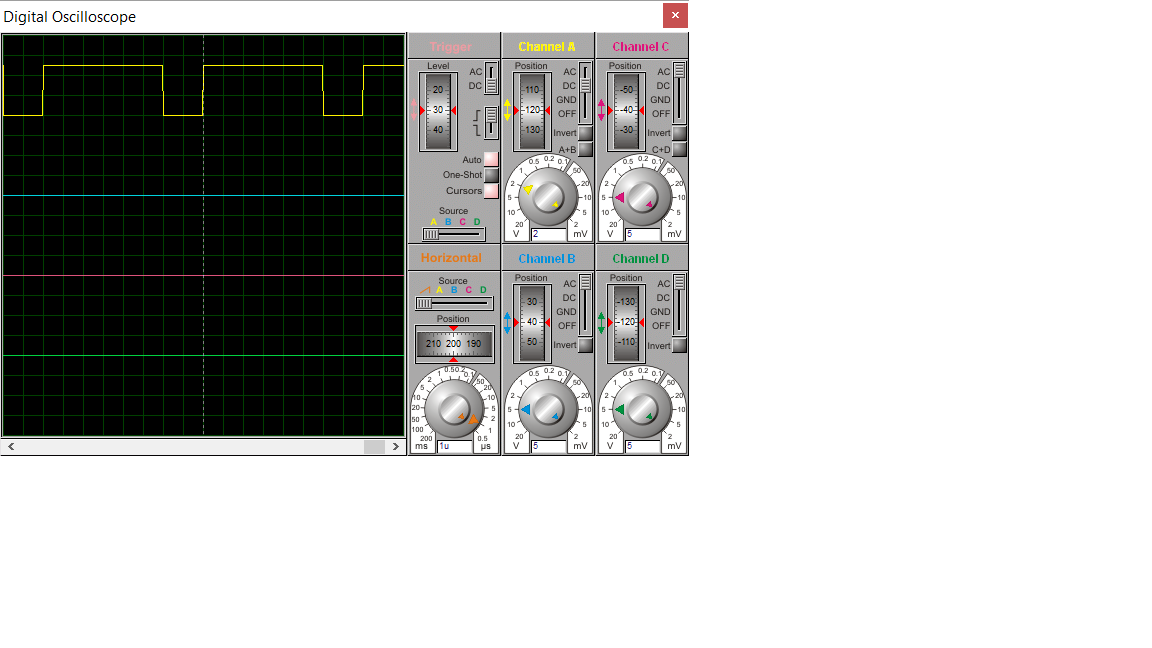 Digital Oscilloscope
×
Trigger
Level
20
30
40
AC
DC
Auto
One-Shot
Cursors
Source
A B C D
Channel A
Position
110
-120
-130
AC
DC
GND
OFF
Invert
A+B
0.5 0.2 0.1
1
2
5
10
20
50
20
10
5
2
V
2
mV
Channel C
Position
-50
-40
-30
AC
DC
GND
OFF
Invert
C+D
0.5 0.2 0.1
1
2
5
10
20
50
20
10
5
2
V
5
mV
Horizontal
Source
A B C D
Position
210 200 190
0.5 0.2 0.1
1
2
5
10
20
50
100
200
50
20
10
5
2
1
0.5
ms
1u
µs
Channel B
Position
30
40
50
AC
DC
GND
OFF
Invert
0.5 0.2 0.1
1
2
5
10
20
50
20
10
5
2
V
5
mV
Channel D
Position
-130
-120
-110
AC
DC
GND
OFF
Invert
0.5 0.2 0.1
1
2
5
10
20
50
20
10
5
2
V
5
mV